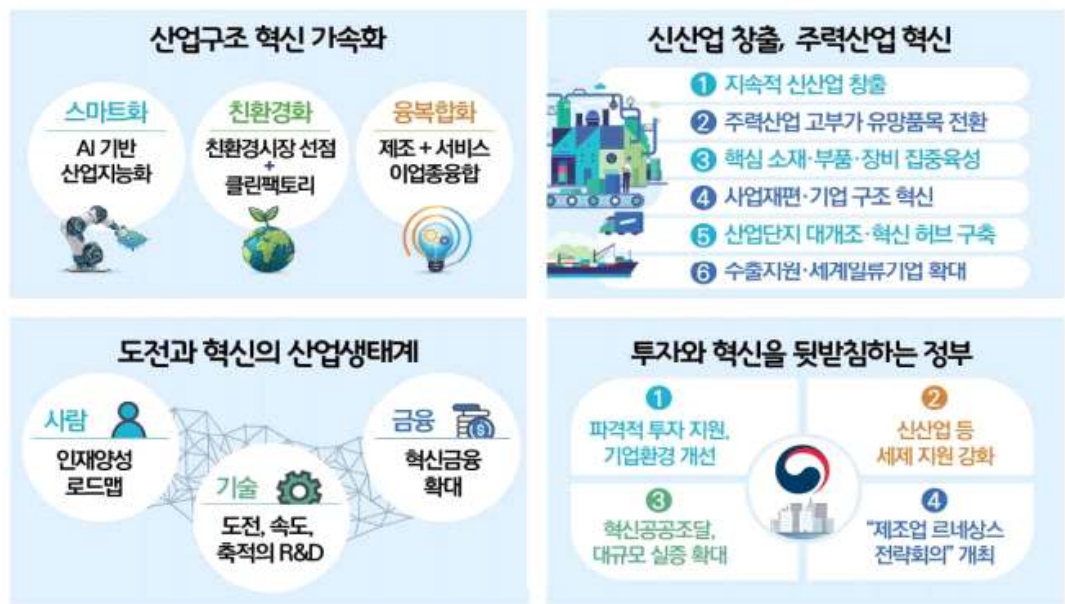 산업구조 혁신 가속화
스마트화
AI 기반
산업지능화
친환경화
친환경시장 선점
+
클린팩토리
융복합화
제조 + 서비스
이업종융합
신산업 창출, 주력산업 혁신
1 지속적 신산업 창출
2 주력산업 고부가 유망품목 전환
3 핵심 소재·부품·장비 집중육성
4 사업재편·기업 구조 혁신
5 산업단지 대개조·혁신 허브 구축
6 수출지원·세계일류기업 확대
도전과 혁신의 산업생태계
사람
인재양성
로드맵
기술
도전, 속도,
축적의 R&D
금융
$
혁신금융
확대
투자와 혁신을 뒷받침하는 정부
1
파격적 투자 지원,
기업환경 개선
2
신산업 등
세제 지원 강화
3
혁신공공조달,
대규모 실증 확대
4
“제조업 르네상스
전략회의” 개최